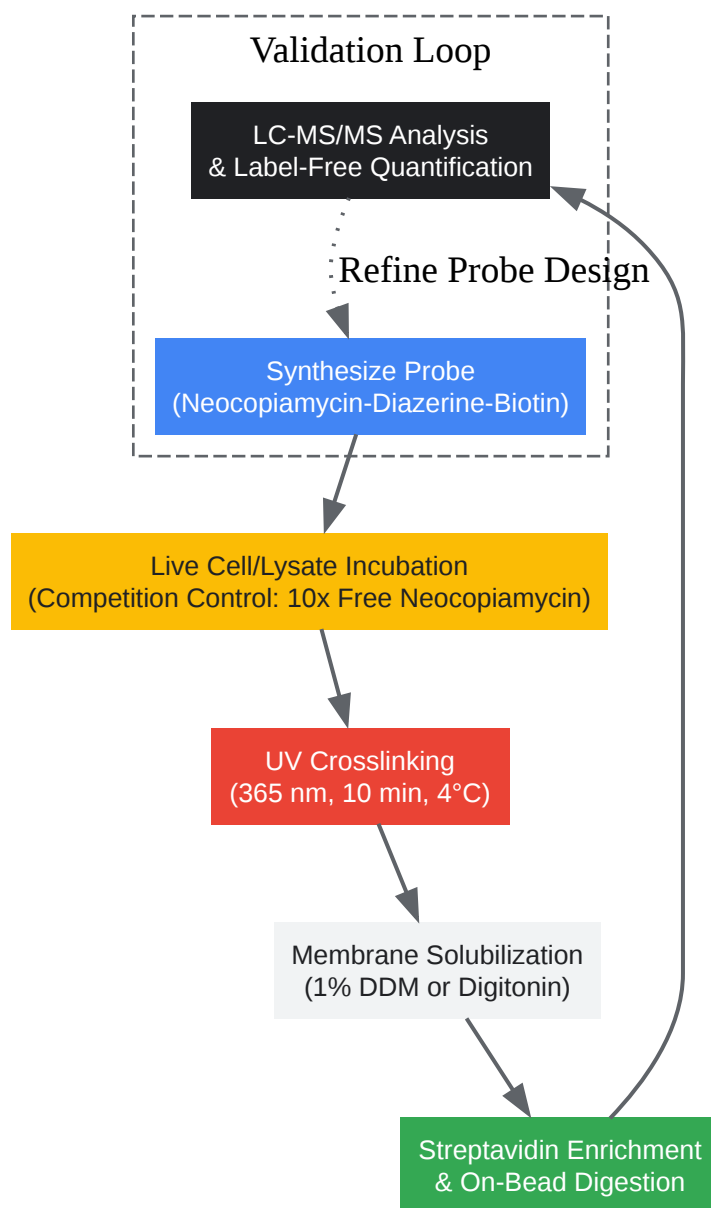 Validation Loop
LC-MS/MS Analysis
& Label-Free Quantification
Refine Probe Design
Synthesize Probe
(Neocopiamycin-Diazerine-Biotin)
Live Cell/Lysate Incubation
(Competition Control: 10x Free Neocopiamycin)
UV Crosslinking
(365 nm, 10 min, 4°C)
Membrane Solubilization
(1% DDM or Digitonin)
Streptavidin Enrichment
& On-Bead Digestion